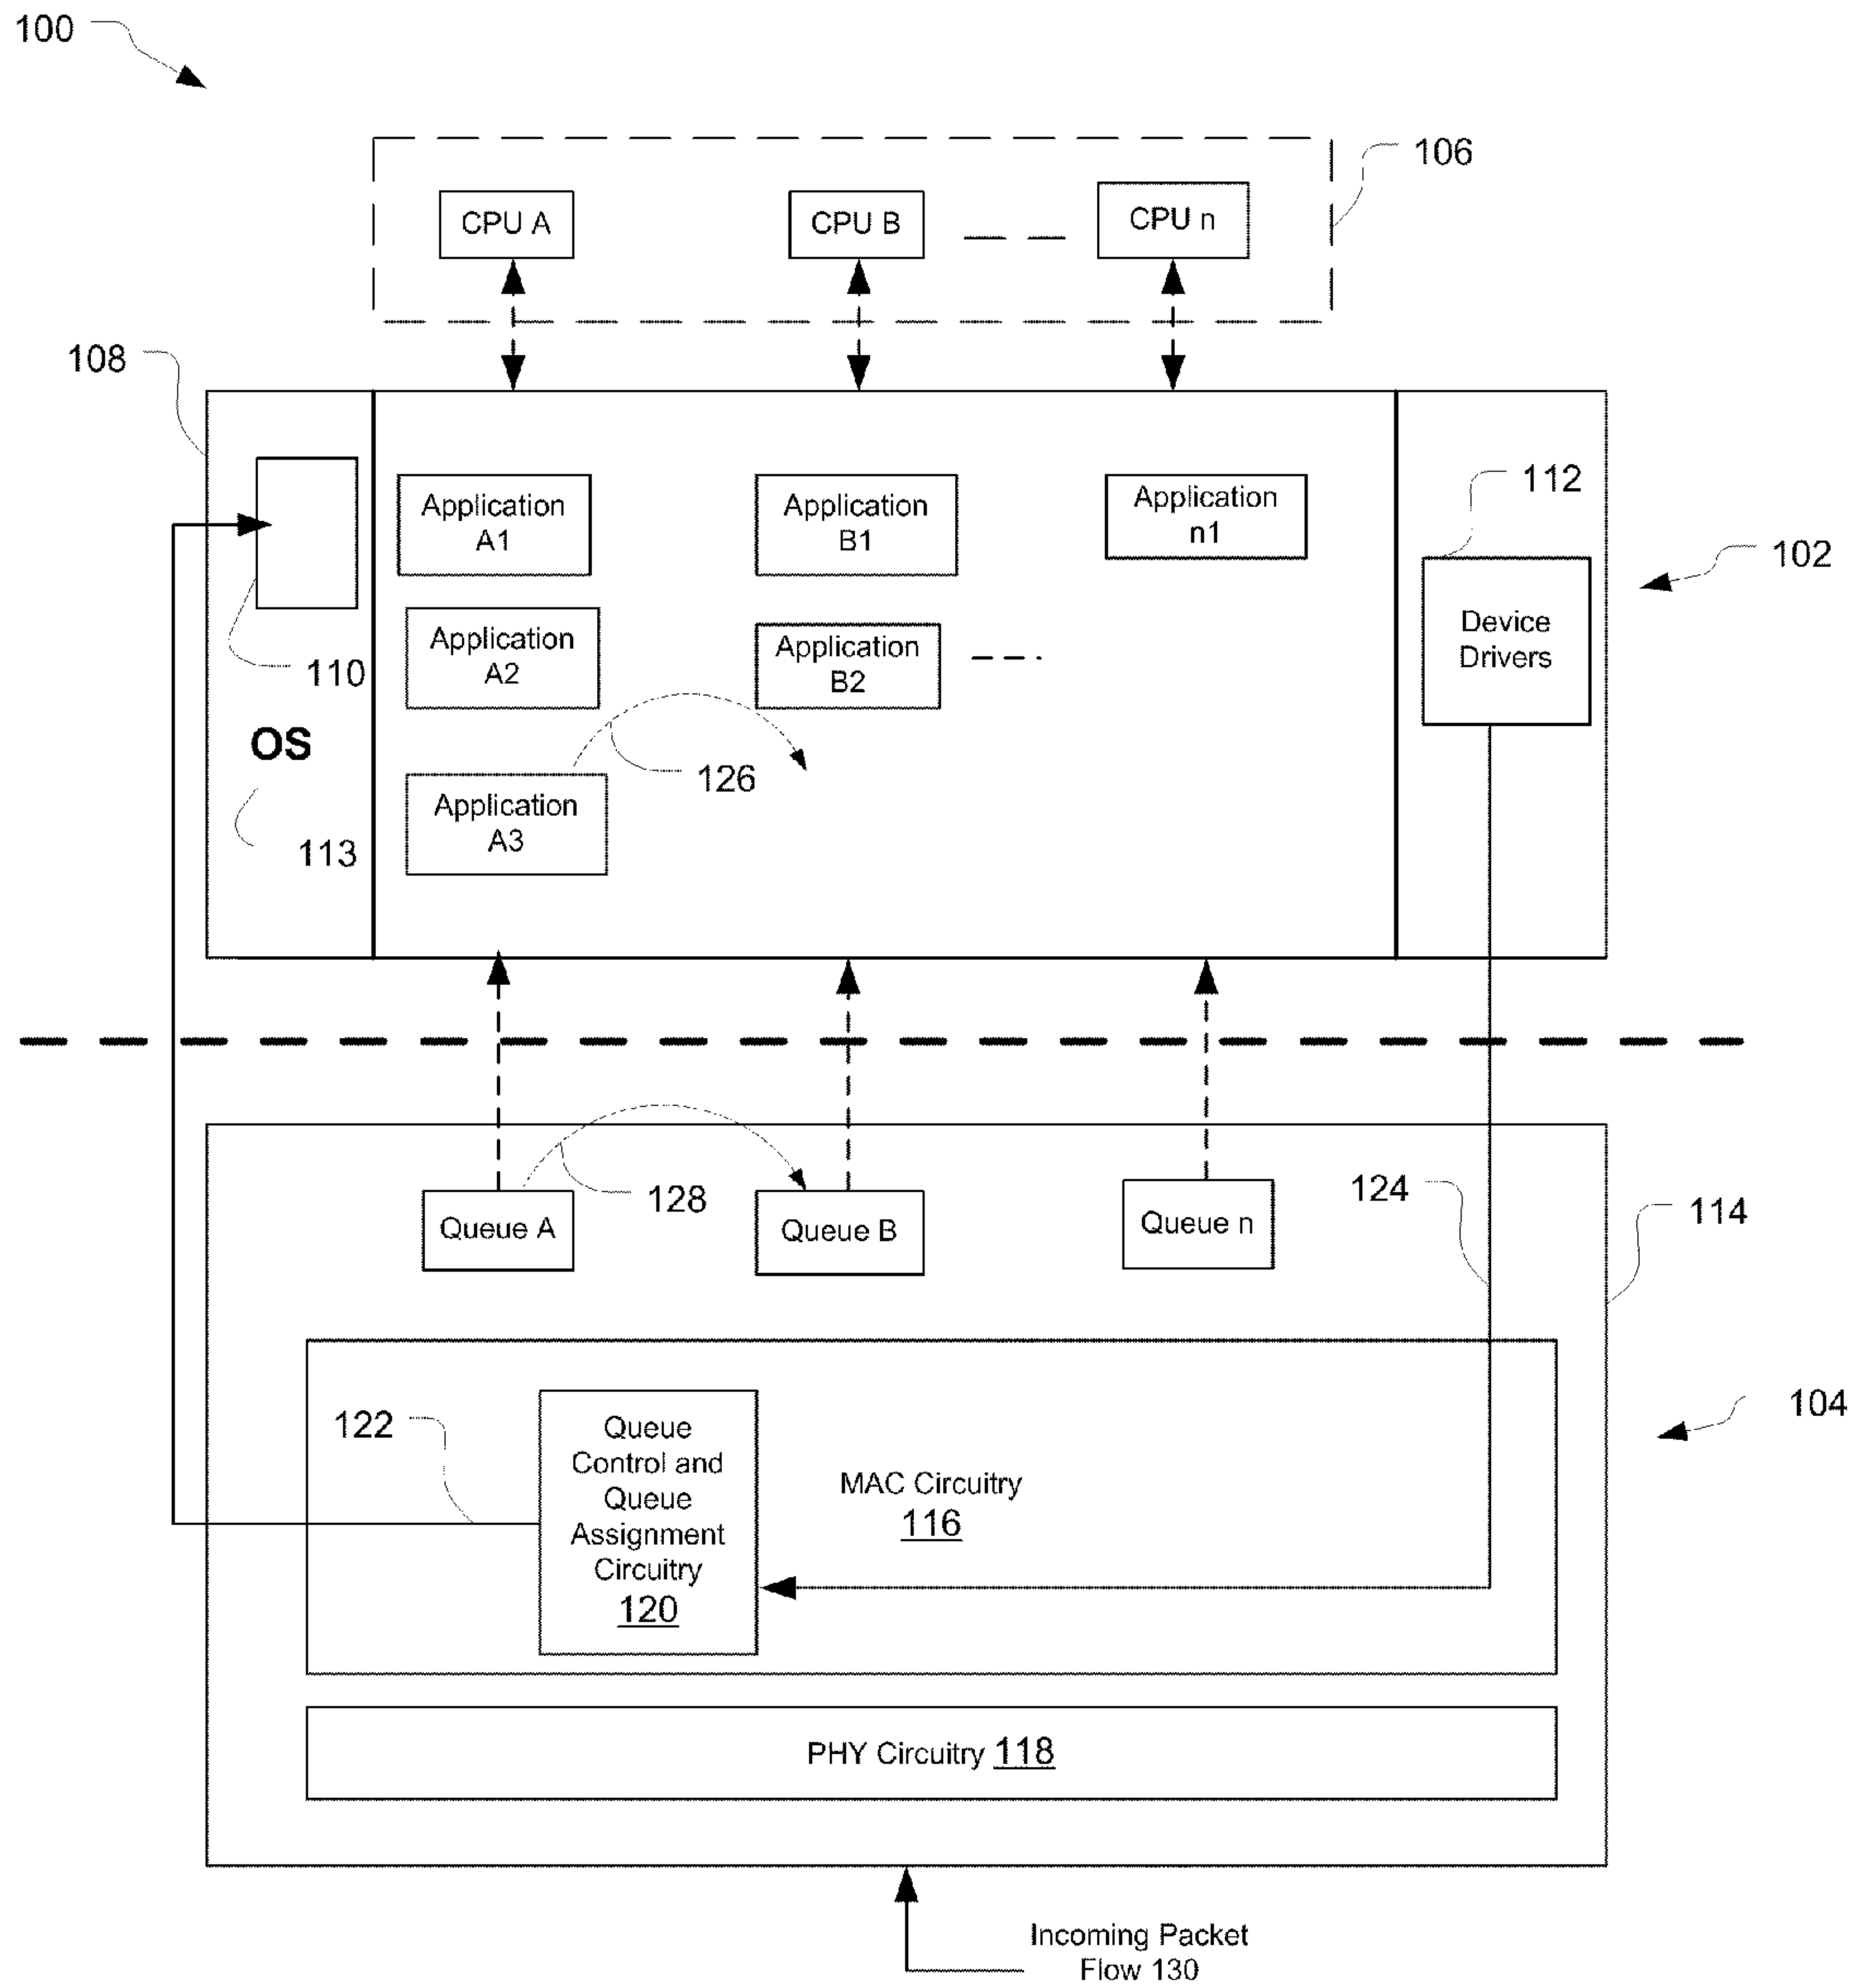 100
106
CPU A
CPU B
CPU n
108
Application
A1
Application
B1
Application
n1
112
102
Device
Drivers
110
Application
A2
Application
B2
OS
126
113
Application
A3
128
124
114
Queue A
Queue B
Queue n
122
Queue
Control and
Queue
Assignment
Circuitry
120
MAC Circuitry
116
104
PHY Circuitry 118
Incoming Packet
Flow 130